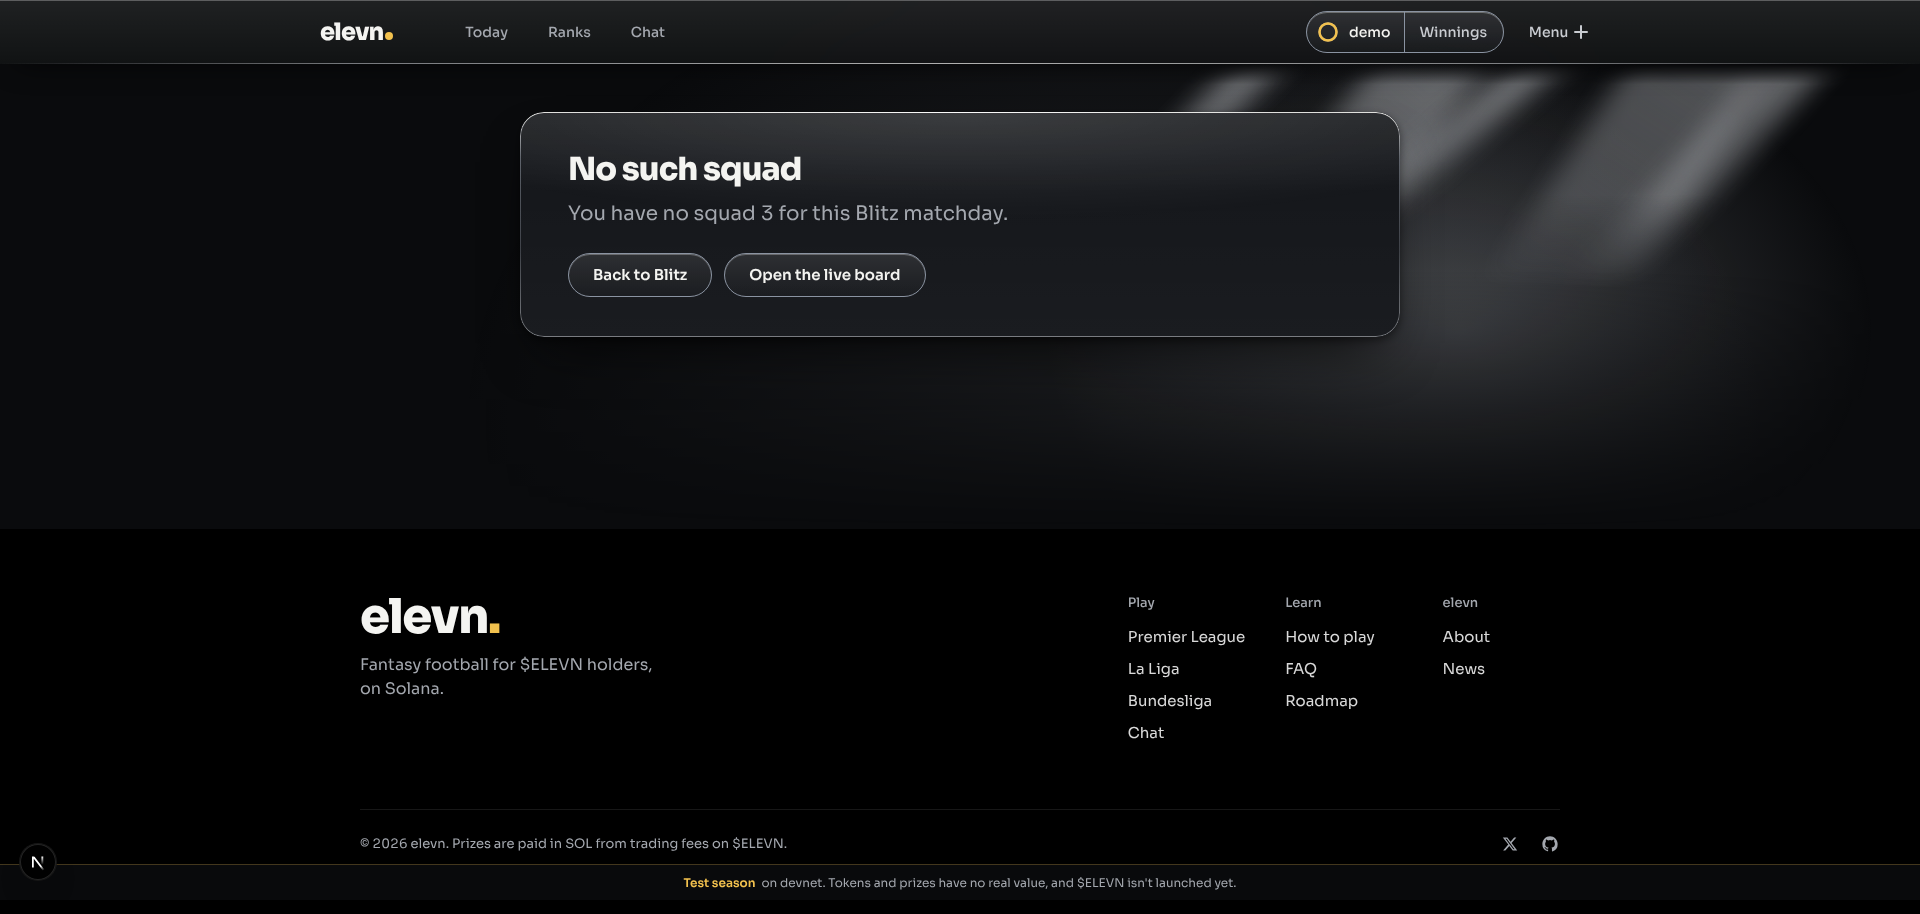 elevn.
Today
Ranks
Chat
demo
Winnings
Menu
No such squad
You have no squad 3 for this Blitz matchday.
Back to Blitz
Open the live board
elevn.
Fantasy football for $ELEVN holders,
on Solana.
Play
Premier League
La Liga
Bundesliga
Chat
Learn
How to play
FAQ
Roadmap
elevn
About
News
© 2026 elevn. Prizes are paid in SOL from trading fees on $ELEVN.
N
Test season on devnet. Tokens and prizes have no real value, and $ELEVN isn't launched yet.